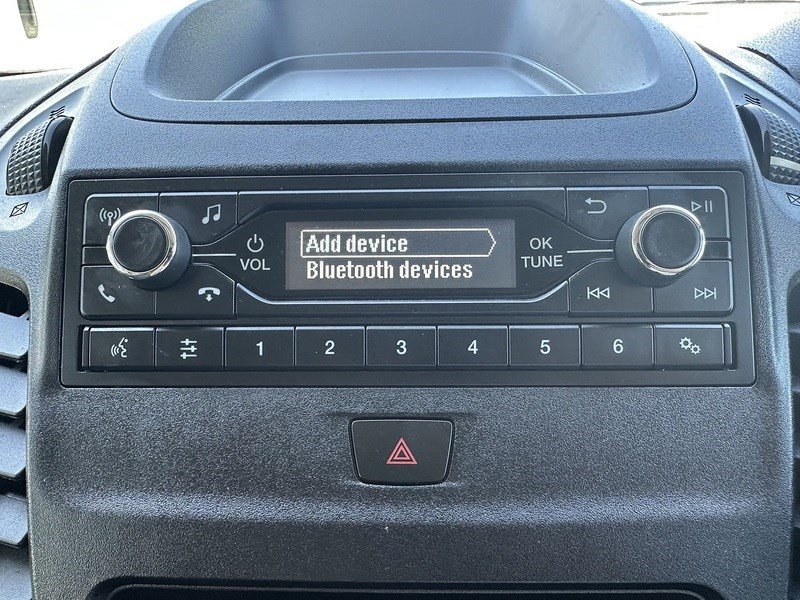 Add device
Bluetooth devices
VOL
OK
TUNE
1 2 3 4 5 6